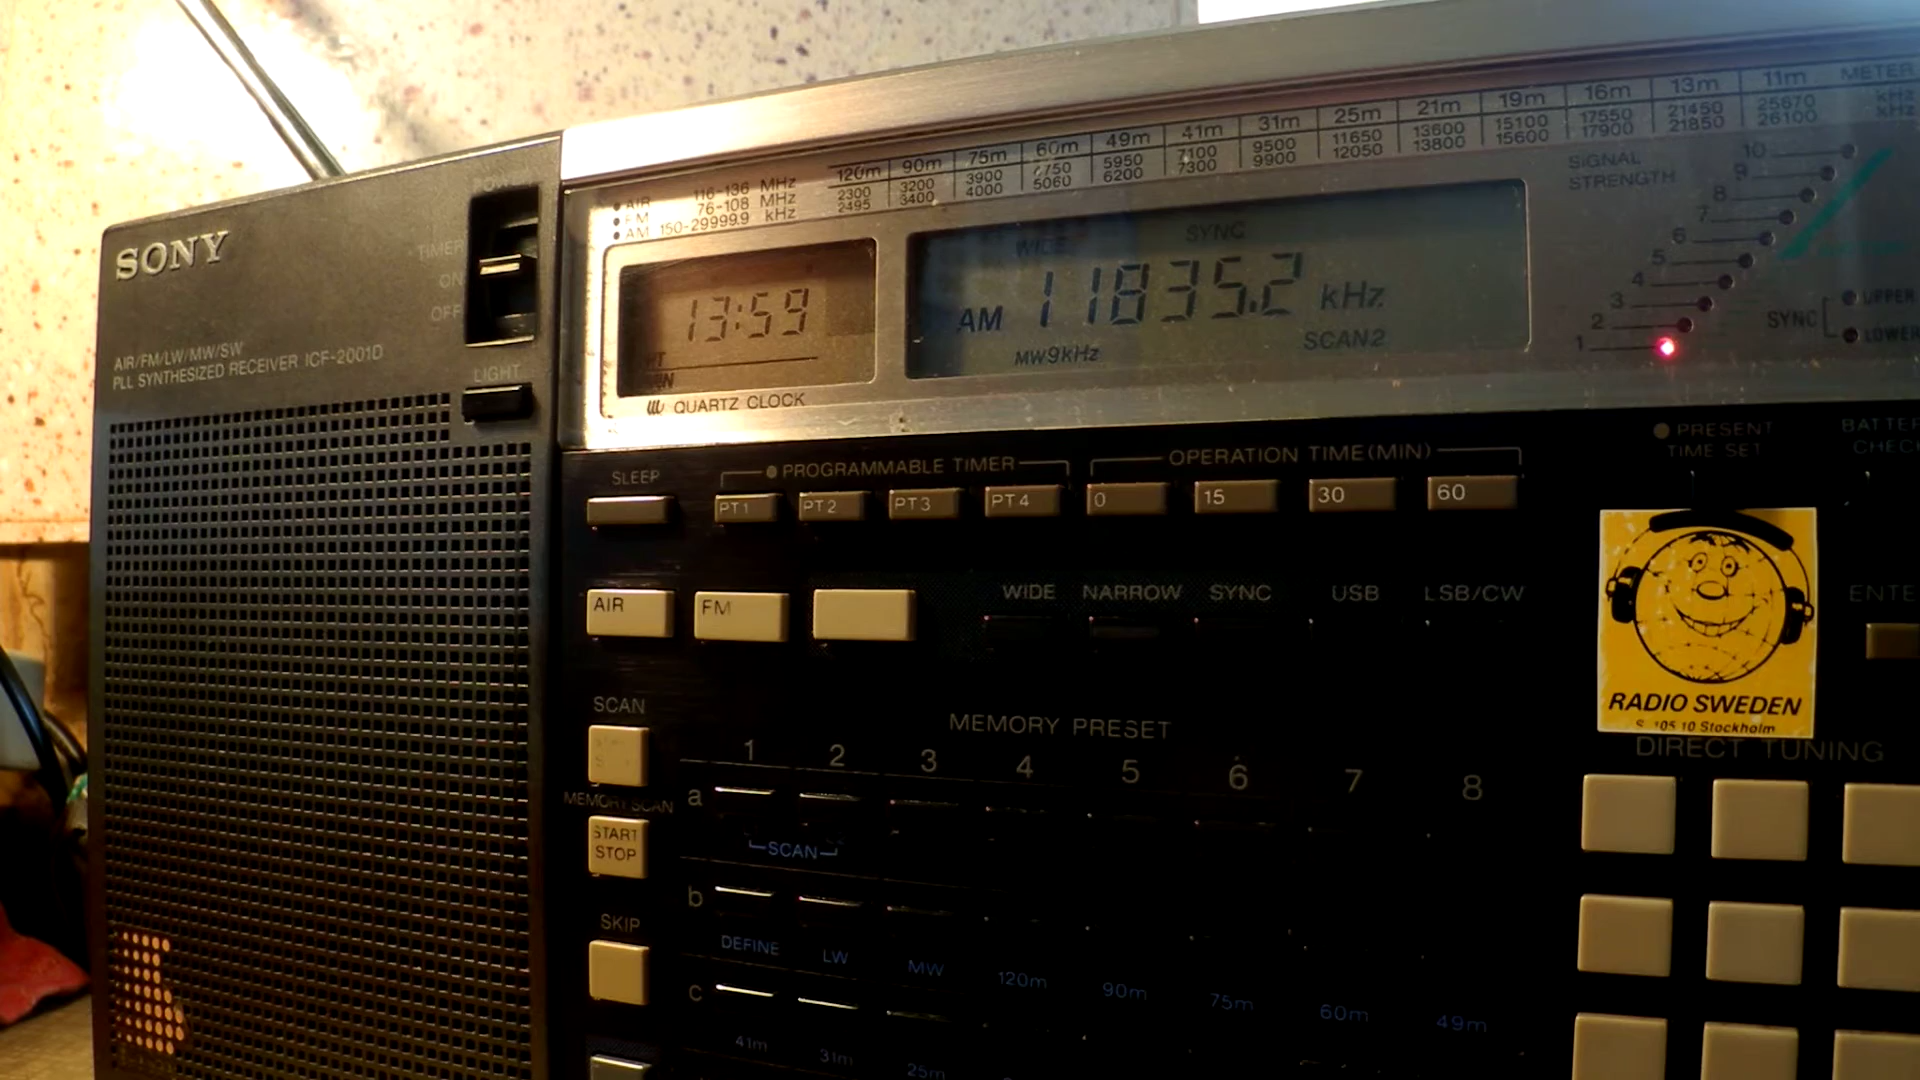 SONY
TIMER
ON
OFF
AIR/FM/LW/MW/SW
PLL SYNTHESIZED RECEIVER ICF-2001D
LIGHT
120m 90m 75m 60m 49m 41m 31m 25m 21m 19m 16m 13m 11m METER
2300 3200 3900 4750 5950 7100 9500 11650 13600 15100 17550 21450 25670 kHz
2495 3400 4000 5060 6200 7300 9900 12050 13800 15600 17900 21850 26100 kHz
AIR 116-136 MHz
FM 76-108 MHz
AM 150-29999.9 kHz
13:59
QUARTZ CLOCK
WIDE SYNC
AM 11835.2 kHz
MW9kHz SCAN2
SIGNAL
STRENGTH
10
9
8
7
6
5
4
3
2
1
SYNC
UPPER
LOWER
SLEEP
PROGRAMMABLE TIMER
OPERATION TIME(MIN)
PT1 PT2 PT3 PT4 0 15 30 60
PRESENT
TIME SET
AIR FM
WIDE NARROW SYNC USB LSB/CW
RADIO SWEDEN
S 105 10 Stockholm
DIRECT TUNING
SCAN
MEMORY PRESET
1 2 3 4 5 6 7 8
MEMORY SCAN
a
START
STOP
SCAN
b
SKIP
DEFINE LW MW 120m 90m 75m 60m 49m
c
41m 31m 25m